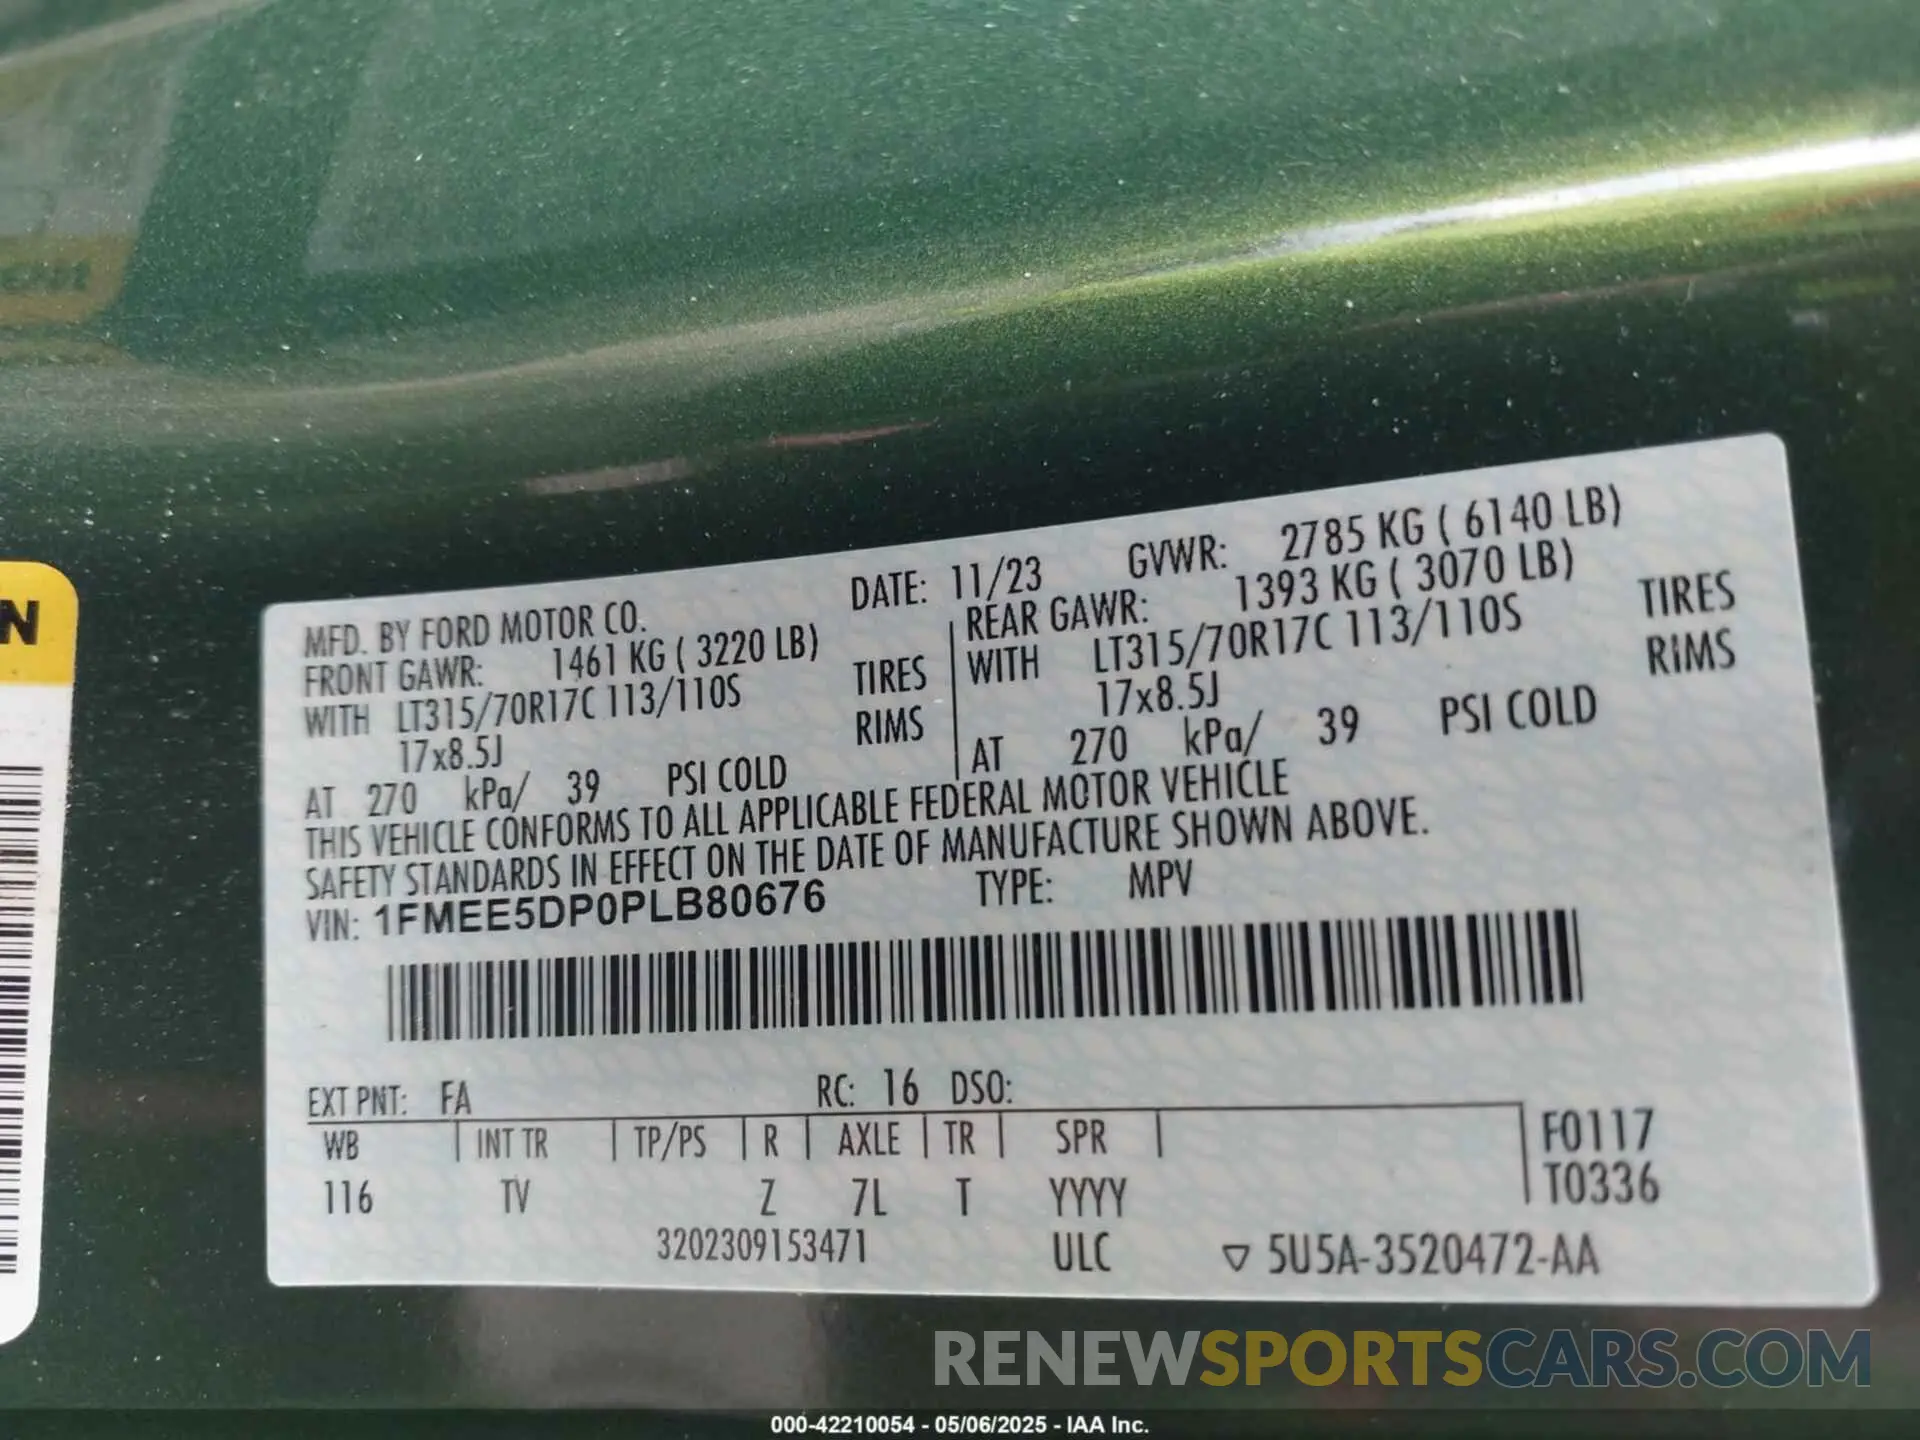 MFD. BY FORD MOTOR CO. DATE: 11/23 GVWR: 2785 KG ( 6140 LB)
FRONT GAWR: 1461 KG ( 3220 LB)
WITH LT315/70R17C 113/110S TIRES
17x8.5J RIMS
AT 270 kPa/ 39 PSI COLD
REAR GAWR: 1393 KG ( 3070 LB)
WITH LT315/70R17C 113/110S TIRES
17x8.5J RIMS
AT 270 kPa/ 39 PSI COLD
THIS VEHICLE CONFORMS TO ALL APPLICABLE FEDERAL MOTOR VEHICLE
SAFETY STANDARDS IN EFFECT ON THE DATE OF MANUFACTURE SHOWN ABOVE.
VIN: 1FMEE5DP0PLB80676 TYPE: MPV
EXT PNT: FA RC: 16 DSO:
WB INT TR TP/PS R AXLE TR SPR F0117
116 TV Z 7L T YYYY T0336
3202309153471 ULC ▽ 5U5A-3520472-AA
N
RENEWSPORTSCARS.COM
000-42210054 - 05/06/2025 - IAA Inc.